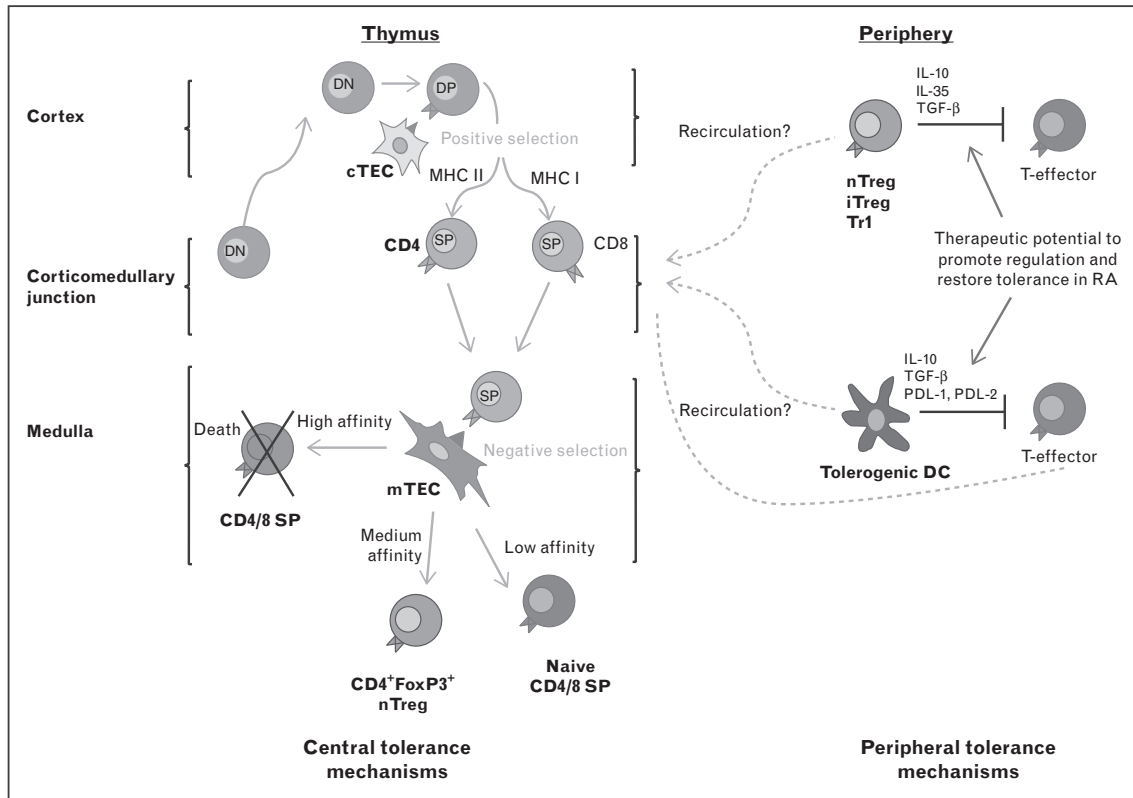 Thymus
Periphery
Cortex
DN
DP
Positive selection
cTEC
MHC II
MHC I
Recirculation?
IL-10
IL-35
TGF-β
nTreg
iTreg
Tr1
T-effector
Corticomedullary
junction
DN
CD4
SP
SP
CD8
Therapeutic potential to
promote regulation and
restore tolerance in RA
Medulla
SP
Death
High affinity
Negative selection
mTEC
CD4/8 SP
Medium
affinity
Low affinity
Recirculation?
IL-10
TGF-β
PDL-1, PDL-2
Tolerogenic DC
T-effector
CD4⁺FoxP3⁺
nTreg
Naive
CD4/8 SP
Central tolerance
mechanisms
Peripheral tolerance
mechanisms